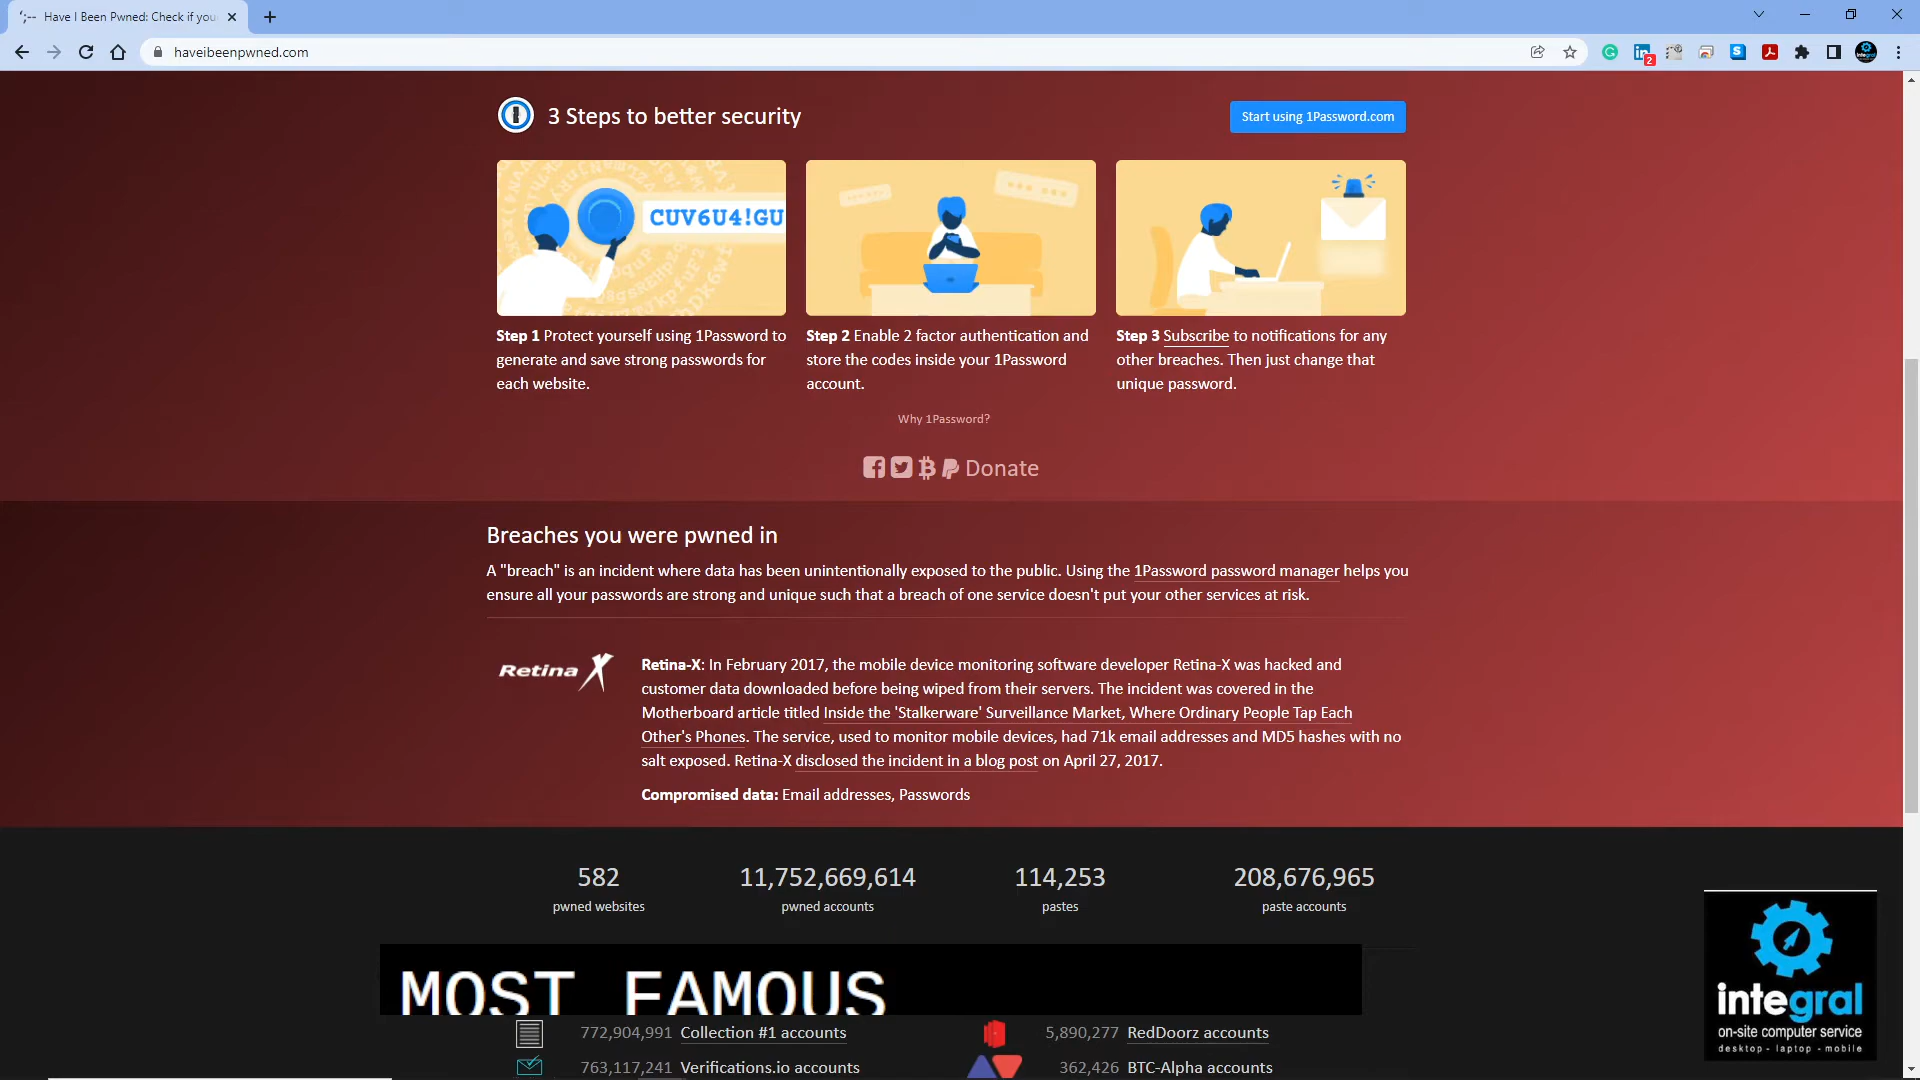 Have I Been Pwned: Check if you
haveibeenpwned.com
2
3 Steps to better security
Start using 1Password.com
CUV6U4!GU
Step 1 Protect yourself using 1Password to
generate and save strong passwords for
each website.
Step 2 Enable 2 factor authentication and
store the codes inside your 1Password
account.
Step 3 Subscribe to notifications for any
other breaches. Then just change that
unique password.
Why 1Password?
Donate
Breaches you were pwned in
A "breach" is an incident where data has been unintentionally exposed to the public. Using the 1Password password manager helps you
ensure all your passwords are strong and unique such that a breach of one service doesn't put your other services at risk.
Retina-X
Retina-X: In February 2017, the mobile device monitoring software developer Retina-X was hacked and
customer data downloaded before being wiped from their servers. The incident was covered in the
Motherboard article titled Inside the 'Stalkerware' Surveillance Market, Where Ordinary People Tap Each
Other's Phones. The service, used to monitor mobile devices, had 71k email addresses and MD5 hashes with no
salt exposed. Retina-X disclosed the incident in a blog post on April 27, 2017.
Compromised data: Email addresses, Passwords
582
pwned websites
11,752,669,614
pwned accounts
114,253
pastes
208,676,965
paste accounts
MOST FAMOUS
772,904,991 Collection #1 accounts
763,117,241 Verifications.io accounts
5,890,277 RedDoorz accounts
362,426 BTC-Alpha accounts
integral
on-site computer service
desktop - laptop - mobile